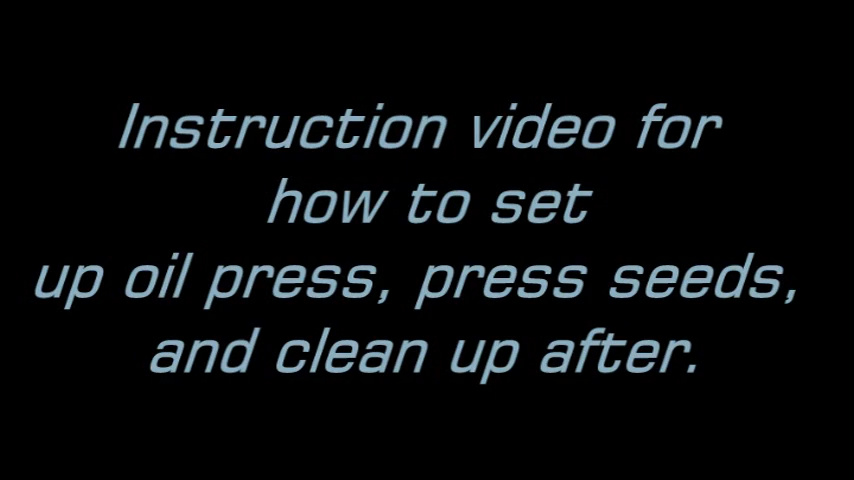 Instruction video for
how to set
up oil press, press seeds,
and clean up after.